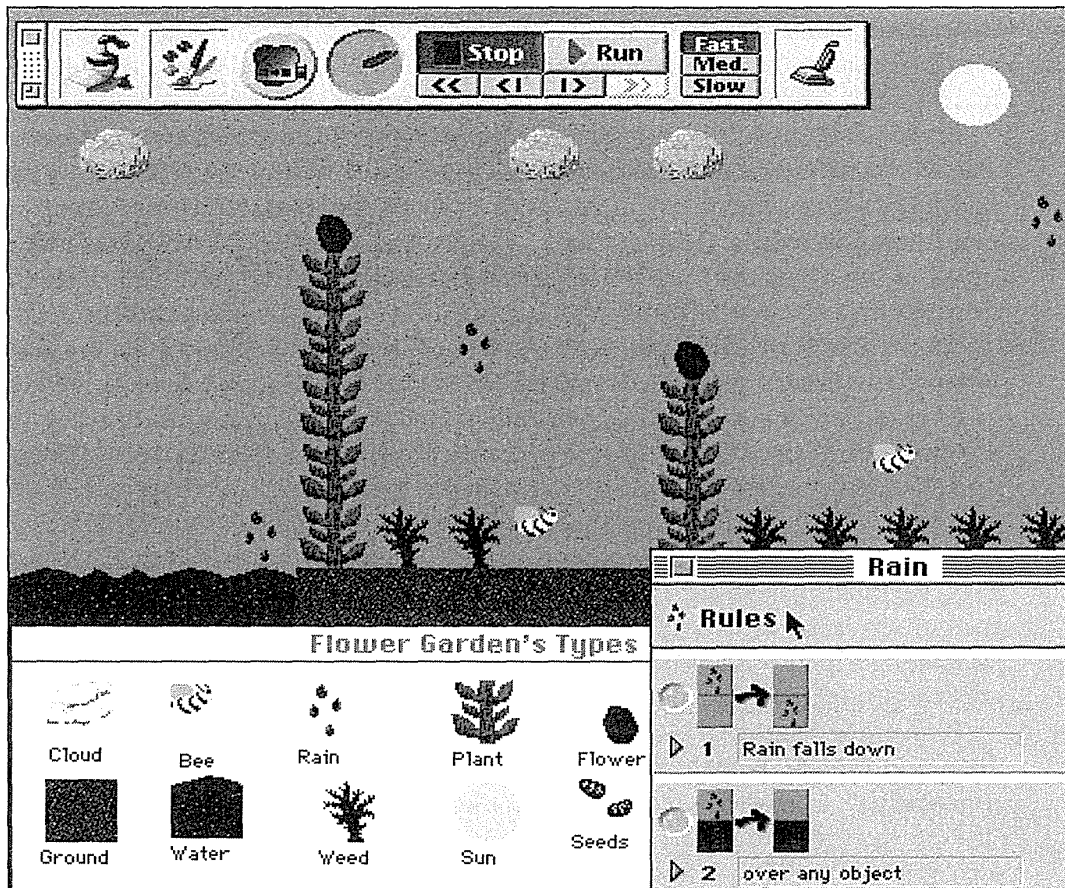 Stop
Run
Fast
Med.
Slow
<<
<I
I>
>>
Rain
Rules
1 Rain falls down
2 over any object
Flower Garden's Types
Cloud Bee Rain Plant Flower
Ground Water Weed Sun Seeds